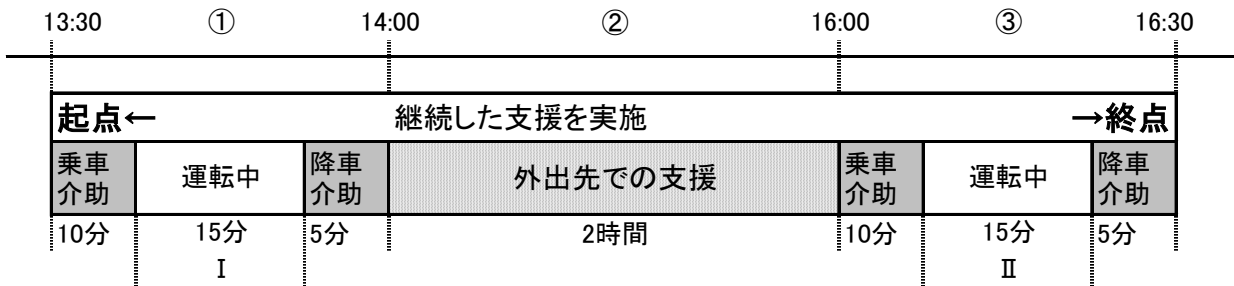 13:30 ① 14:00 ② 16:00 ③ 16:30
起点← 継続した支援を実施 →終点
乗車介助 運転中 降車介助 外出先での支援 乗車介助 運転中 降車介助
10分 15分 5分 2時間 10分 15分 5分
Ⅰ Ⅱ